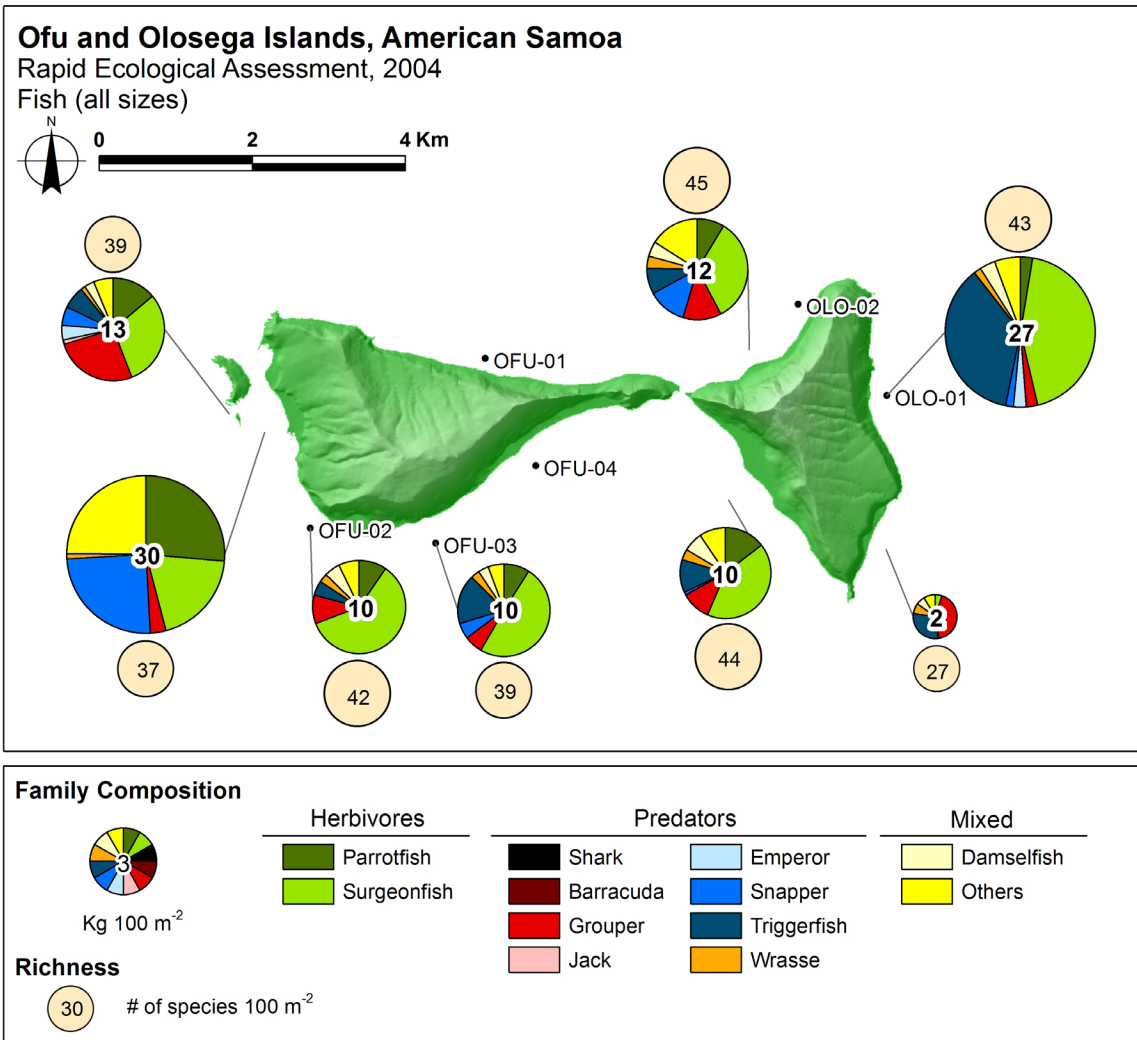 Ofu and Olosega Islands, American Samoa
Rapid Ecological Assessment, 2004
Fish (all sizes)
N
0 2 4 Km
45
43
39
12
27
13
OLO-02
OFU-01
OLO-01
OFU-04
OFU-02
OFU-03
30
10
10
10
2
37
42
39
44
27
Family Composition
Herbivores Predators Mixed
3
Parrotfish Shark Emperor Damselfish
Surgeonfish Barracuda Snapper Others
Kg 100 m⁻²
Grouper Triggerfish
Jack Wrasse
Richness
30 # of species 100 m⁻²